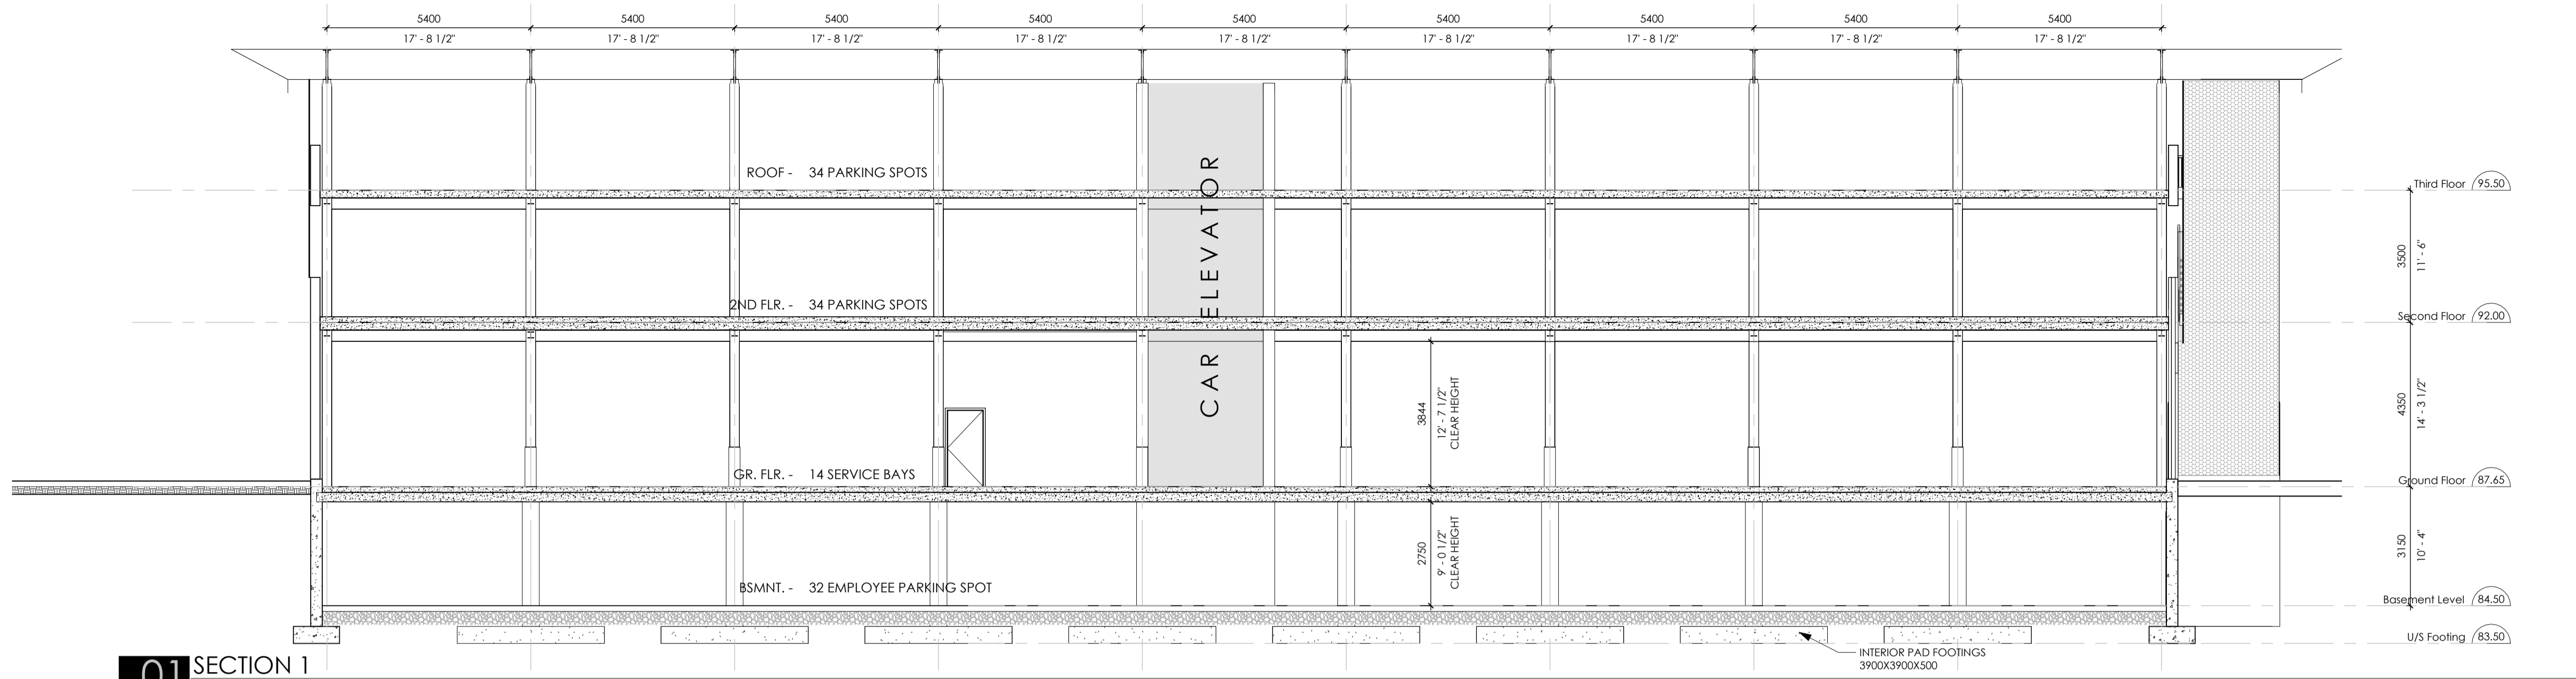 5400 5400 5400 5400 5400 5400 5400 5400 5400
17' - 8 1/2" 17' - 8 1/2" 17' - 8 1/2" 17' - 8 1/2" 17' - 8 1/2" 17' - 8 1/2" 17' - 8 1/2" 17' - 8 1/2" 17' - 8 1/2"
ROOF - 34 PARKING SPOTS
Third Floor 95.50
CAR ELEVATOR
3500
11' - 6"
2ND FLR. - 34 PARKING SPOTS
Second Floor 92.00
3844
12' - 7 1/2"
CLEAR HEIGHT
4350
14' - 3 1/2"
GR. FLR. - 14 SERVICE BAYS
Ground Floor 87.65
2750
9' - 0 1/2"
CLEAR HEIGHT
3150
10' - 4"
BSMNT. - 32 EMPLOYEE PARKING SPOT
Basement Level 84.50
U/S Footing 83.50
INTERIOR PAD FOOTINGS
3900X3900X500
01 SECTION 1